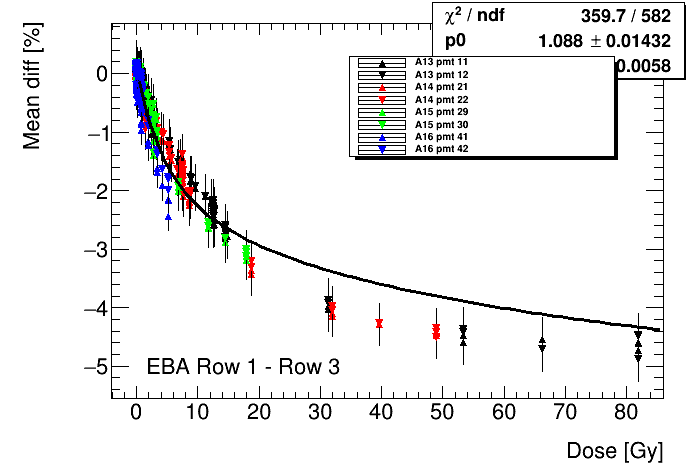 χ² / ndf 359.7 / 582
p0 1.088 ± 0.01432
0.0058
A13 pmt 11
A13 pmt 12
A14 pmt 21
A14 pmt 22
A15 pmt 29
A15 pmt 30
A16 pmt 41
A16 pmt 42
Mean diff [%]
0
−1
−2
−3
−4
−5
EBA Row 1 - Row 3
0 10 20 30 40 50 60 70 80
Dose [Gy]